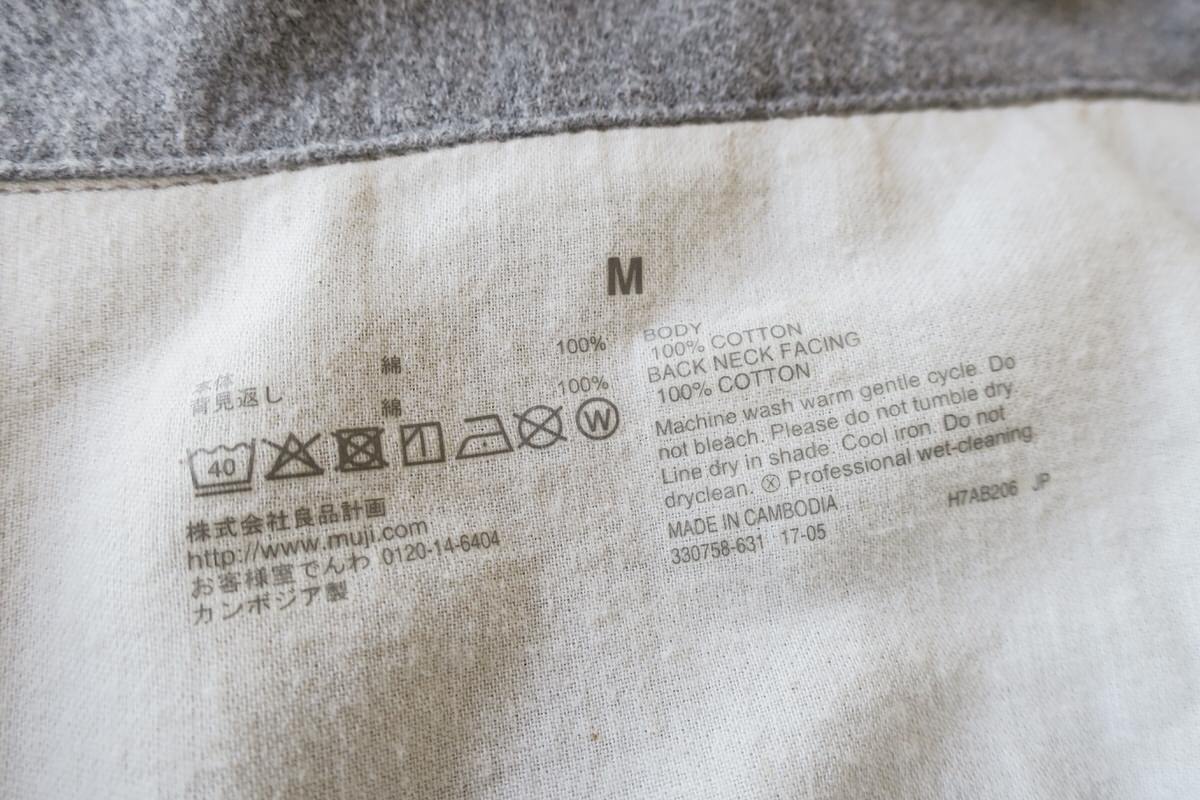 M
本体 綿 100%
背見返し 綿 100%
40 W
株式会社良品計画
http://www.muji.com
お客様室でんわ 0120-14-6404
カンボジア製
BODY
100% COTTON
BACK NECK FACING
100% COTTON
Machine wash warm gentle cycle. Do
not bleach. Please do not tumble dry.
Line dry in shade. Cool iron. Do not
dryclean. Ⓧ Professional wet-cleaning.
MADE IN CAMBODIA
330758-631 17-05
H7AB206 JP